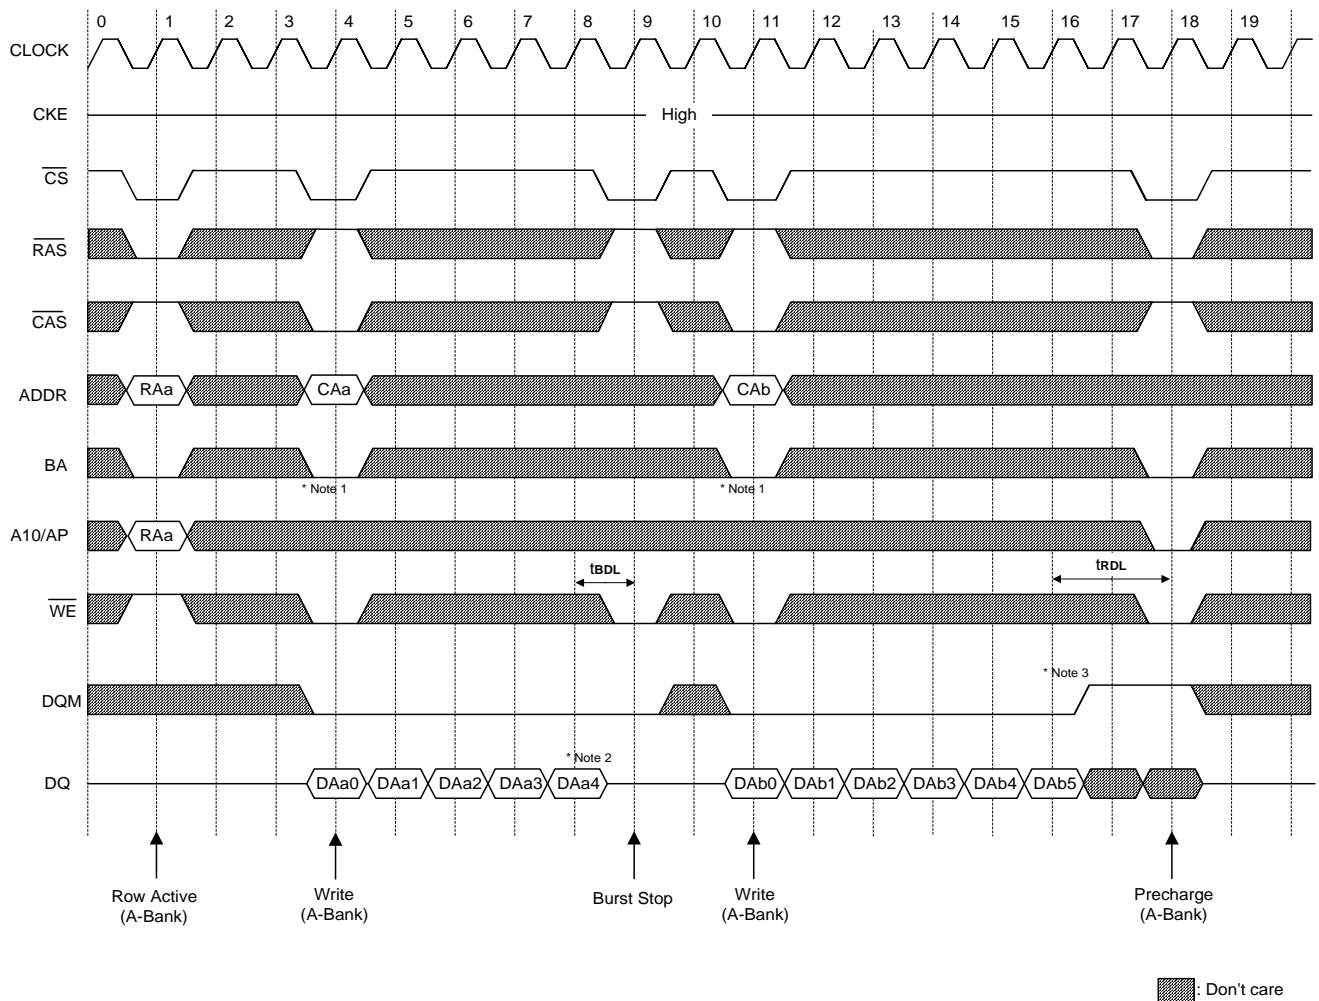 0 1 2 3 4 5 6 7 8 9 10 11 12 13 14 15 16 17 18 19
CLOCK
CKE
High
CS
RAS
CAS
ADDR
RAa
CAa
CAb
BA
* Note 1
* Note 1
A10/AP
RAa
tBDL
tRDL
WE
* Note 3
DQM
* Note 2
DQ
DAa0 DAa1 DAa2 DAa3 DAa4 DAb0 DAb1 DAb2 DAb3 DAb4 DAb5
Row Active
(A-Bank)
Write
(A-Bank)
Burst Stop
Write
(A-Bank)
Precharge
(A-Bank)
: Don't care